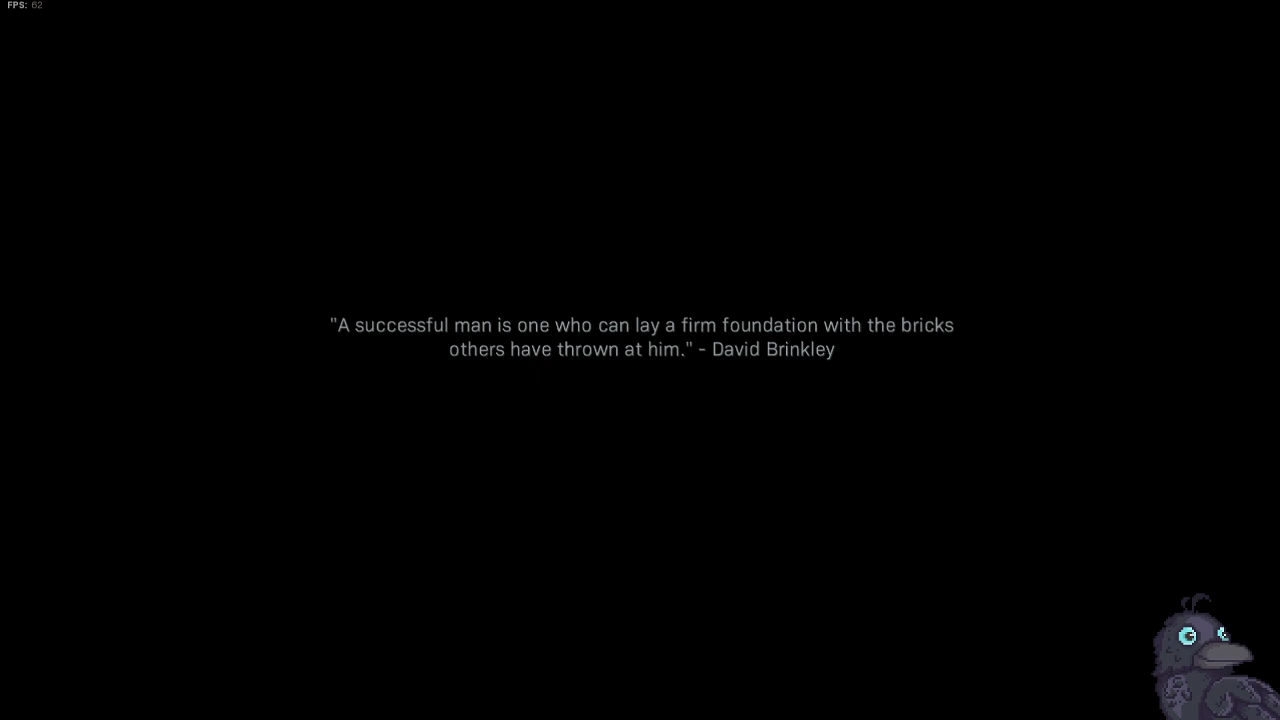 FPS: 62
"A successful man is one who can lay a firm foundation with the bricks
others have thrown at him." - David Brinkley